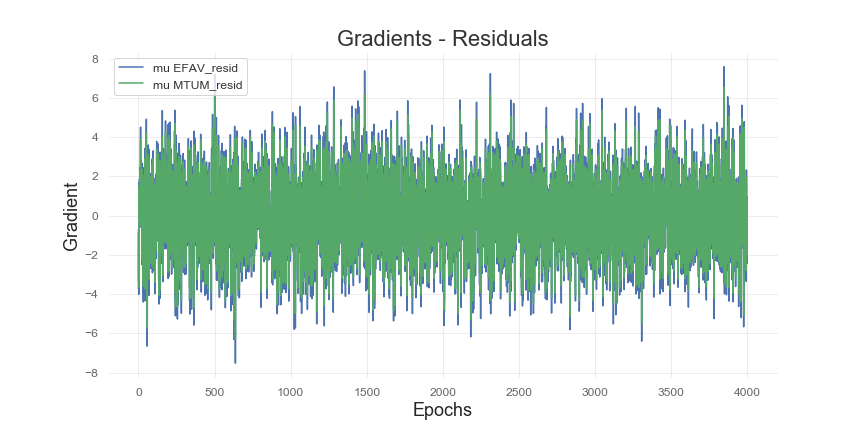 Gradients - Residuals
mu EFAV_resid
mu MTUM_resid
Gradient
8
6
4
2
0
−2
−4
−6
−8
0 500 1000 1500 2000 2500 3000 3500 4000
Epochs